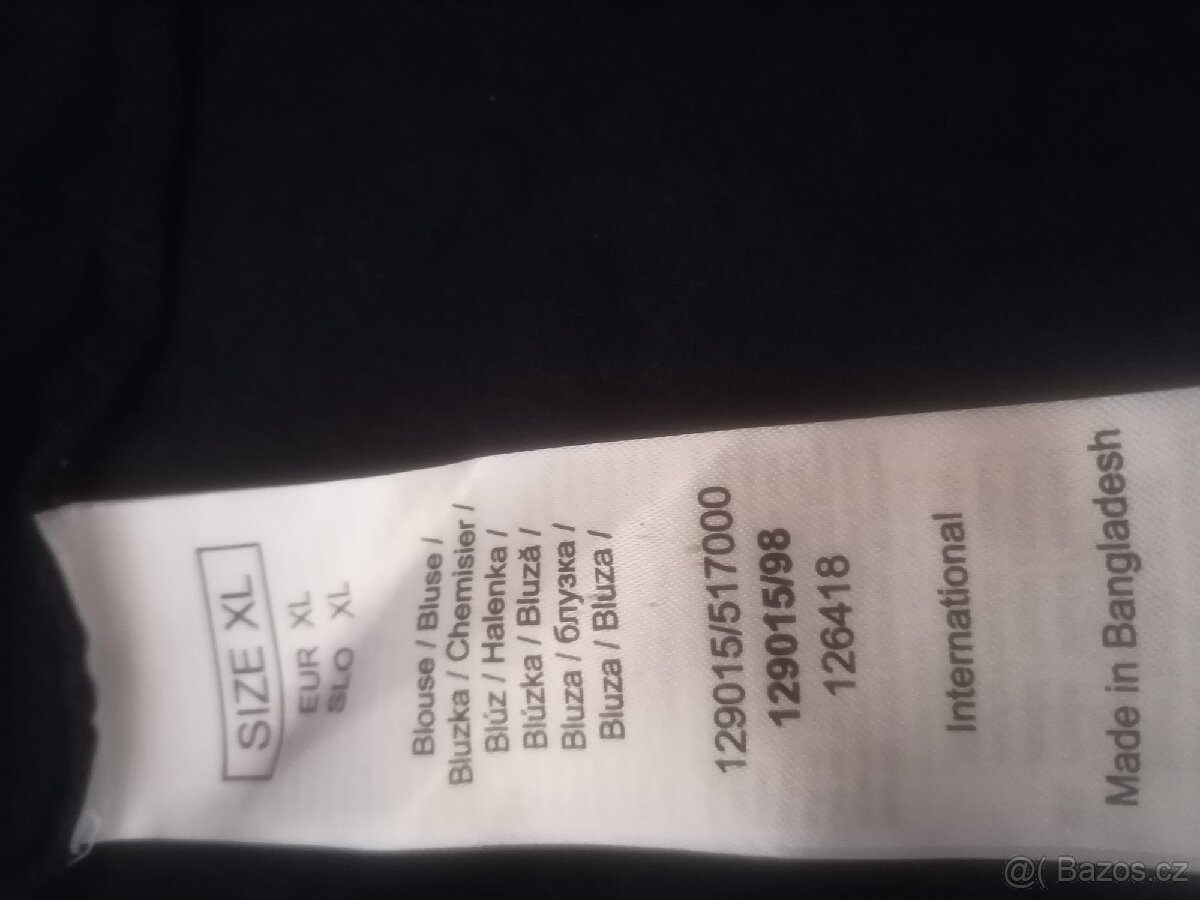 SIZE XL
EUR XL
SLO XL
Blouse / Bluse /
Bluzka / Chemisier /
Blúz / Halenka /
Blúzka / Bluză /
Bluza / блузка /
Bluza / Bluza /
129015/517000
129015/98
126418
International
Made in Bangladesh
@( Bazos.cz